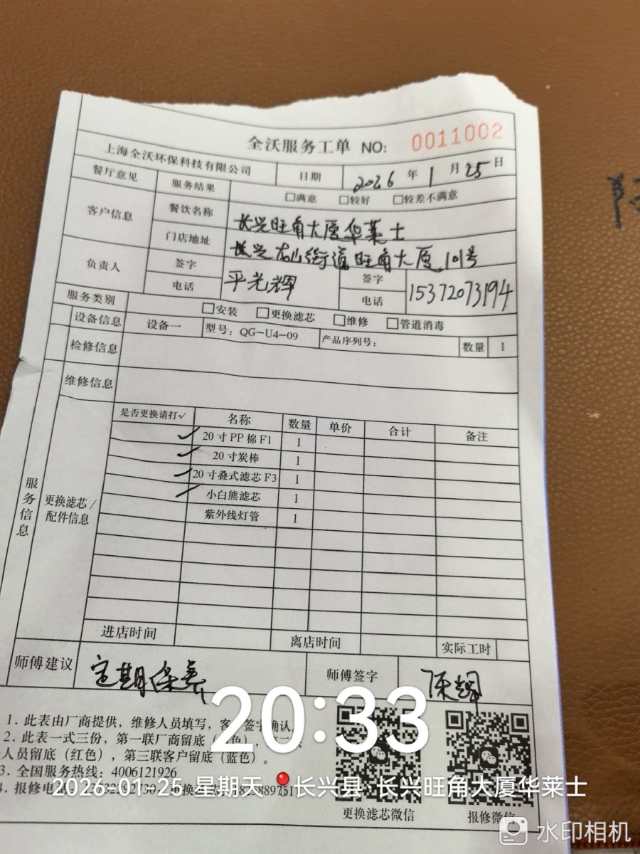 全沃服务工单 NO: 0011002
上海全沃环保科技有限公司 日期 2026 年 1 月 25 日
餐厅意见 服务结果 □满意 □较好 □较差不满意
客户信息 餐饮名称 长兴旺角大厦华莱士
门店地址 长兴龙山街道旺角大厦101号
负责人 签字 平光辉 签字
电话 电话 15372073194
服务类别 □安装 □更换滤芯 □维修 □管道消毒
设备信息 设备一 型号: QG-U4-09 产品序列号: 数量 1
检修信息
维修信息
服务信息 更换滤芯/配件信息
是否更换请打✓ 名称 数量 单价 合计 备注
✓ 20寸PP棉F1 1
✓ 20寸炭棒 1
✓ 20寸叠式滤芯F3 1
✓ 小白熊滤芯 1
紫外线灯管 1
进店时间 离店时间 实际工时
师傅建议 定期保养 师傅签字 陈辉
1. 此表由厂商提供，维修人员填写，客户签字确认
2. 此表一式三份，第一联厂商留底
人员留底（红色），第三联客户留底（蓝色）。
3. 全国服务热线: 4006121926
4. 报修电
更换滤芯微信 报修微信
20:33
2026.01.25 星期天 长兴县·长兴旺角大厦华莱士
水印相机